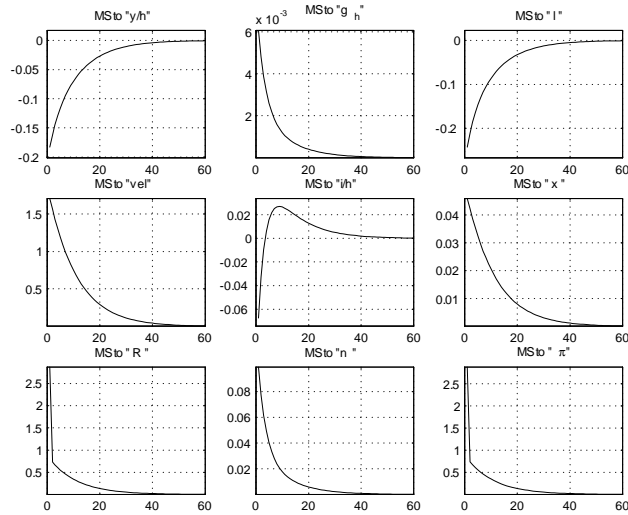 MSto "y/h"
MSto "g h"
MSto "l"
x 10⁻³
0
-0.05
-0.1
-0.15
-0.2
0 20 40 60
6
4
2
0 20 40 60
0
-0.1
-0.2
0 20 40 60
MSto "vel"
MSto "i/h"
MSto " x "
1.5
1
0.5
0 20 40 60
0.02
0
-0.02
-0.04
-0.06
0 20 40 60
0.04
0.03
0.02
0.01
0 20 40 60
MSto " R "
MSto "n "
MSto " π"
2.5
2
1.5
1
0.5
0 20 40 60
0.08
0.06
0.04
0.02
0 20 40 60
2.5
2
1.5
1
0.5
0 20 40 60